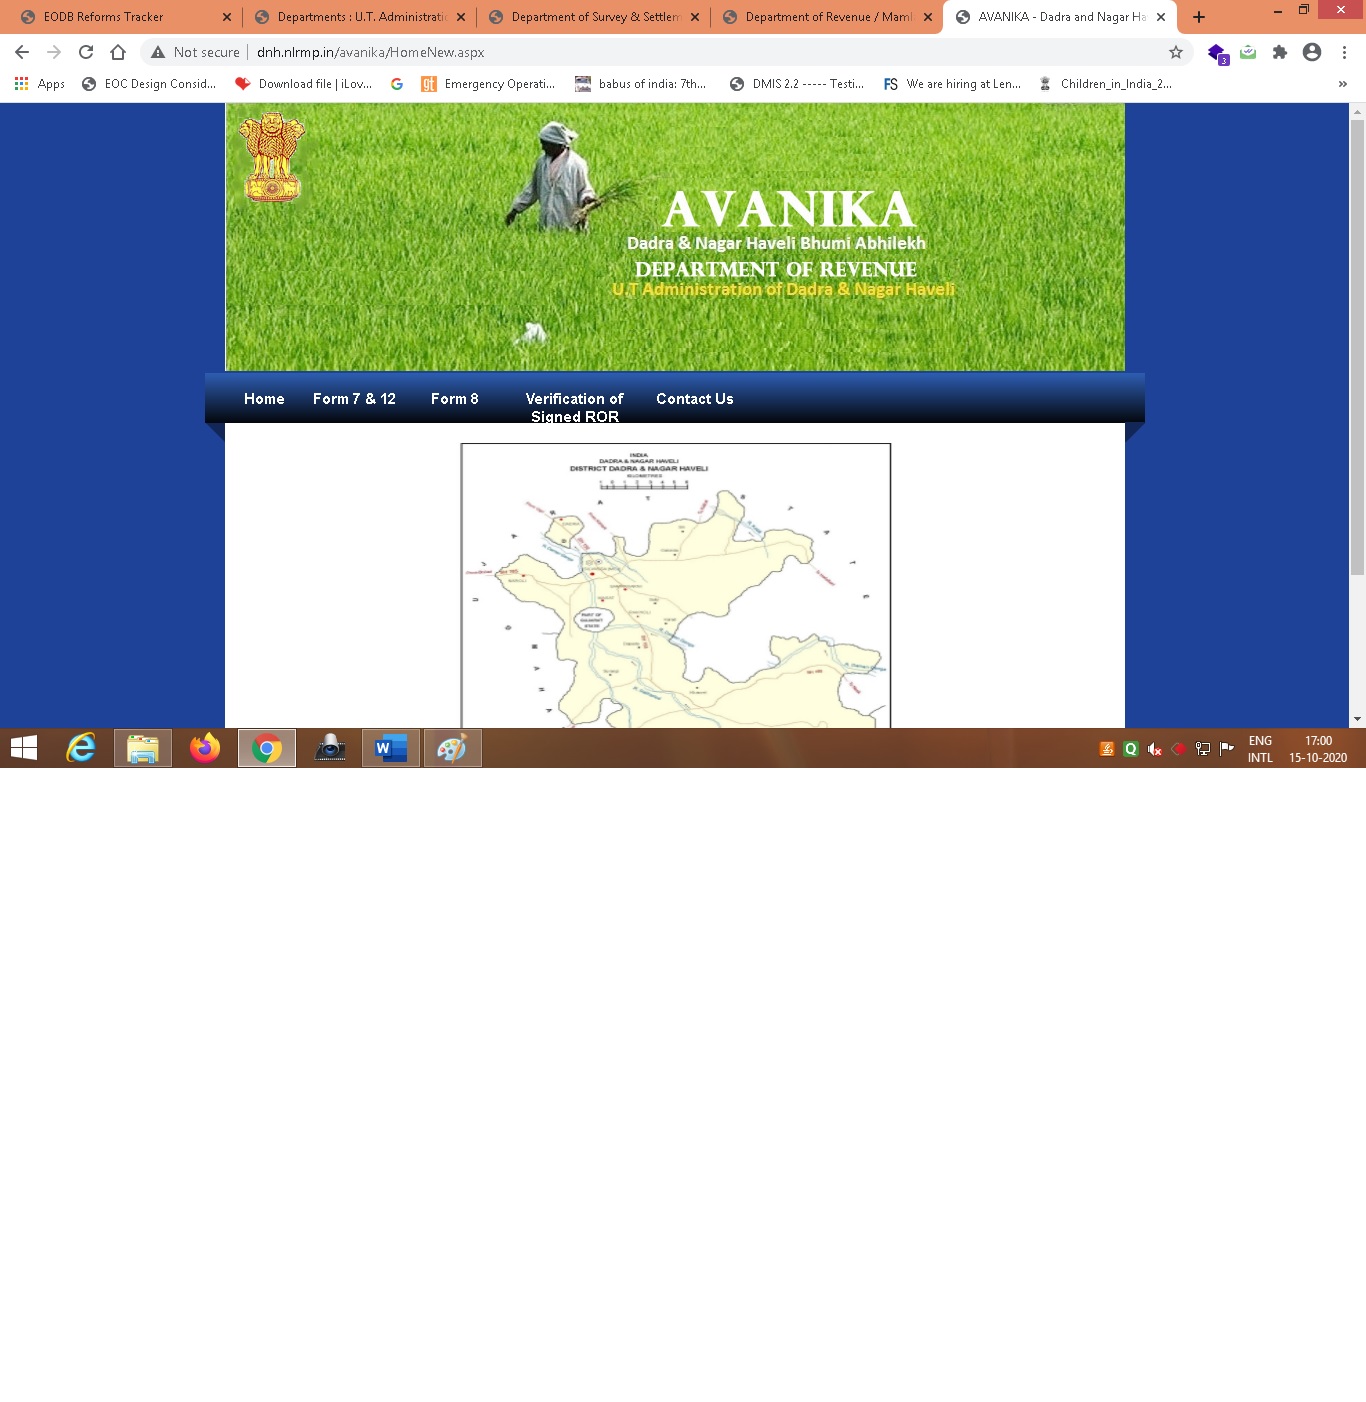 EODB Reforms Tracker
Departments : U.T. Administratio
Department of Survey & Settlem
Department of Revenue / Maml
AVANIKA - Dadra and Nagar Ha
Not secure
dnh.nlrmp.in/avanika/HomeNew.aspx
3
Apps
EOC Design Consid...
Download file | iLov...
Emergency Operati...
babus of india: 7th...
DMIS 2.2 ----- Testi...
FS We are hiring at Len...
Children_in_India_2...
AVANIKA
Dadra & Nagar Haveli Bhumi Abhilekh
DEPARTMENT OF REVENUE
U.T Administration of Dadra & Nagar Haveli
Home
Form 7 & 12
Form 8
Verification of
Signed ROR
Contact Us
INDIA
DADRA & NAGAR HAVELI
DISTRICT DADRA & NAGAR HAVELI
KILOMETRES
ENG
INTL
17:00
15-10-2020